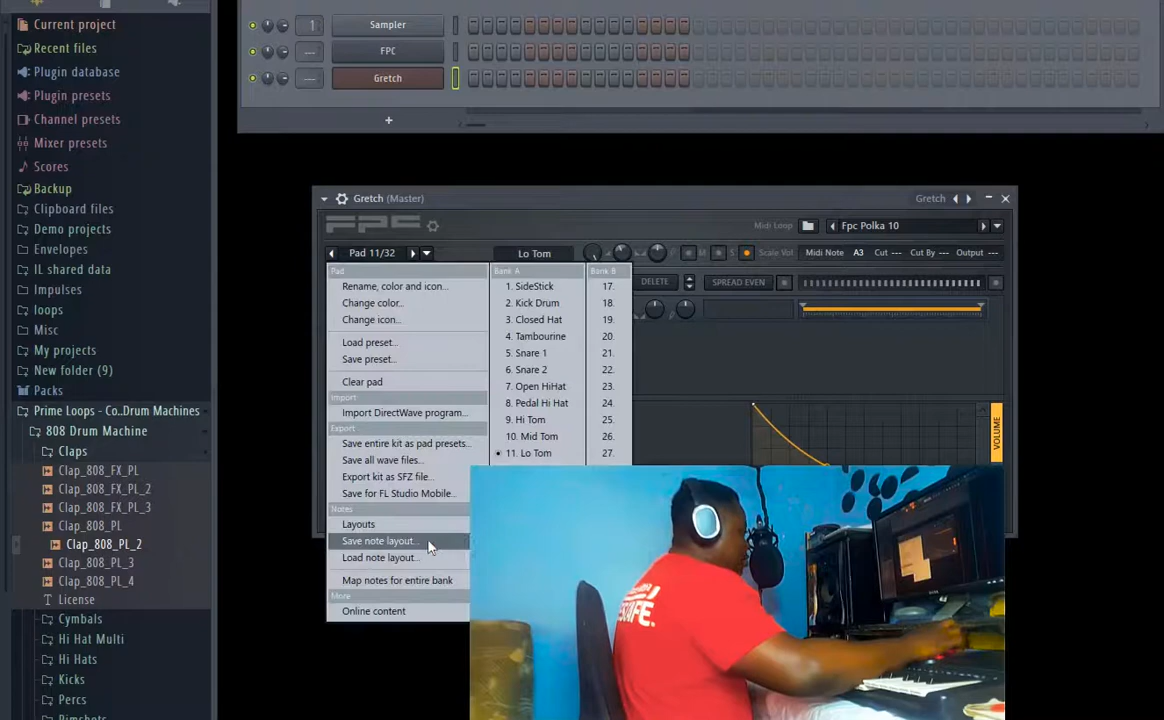 Current project
Recent files
Plugin database
Plugin presets
Channel presets
Mixer presets
Scores
Backup
Clipboard files
Demo projects
Envelopes
IL shared data
Impulses
loops
Misc
My projects
New folder (9)
Packs
Prime Loops - Co..Drum Machines
808 Drum Machine
Claps
Clap_808_FX_PL
Clap_808_FX_PL_2
Clap_808_FX_PL_3
Clap_808_PL
Clap_808_PL_2
Clap_808_PL_3
Clap_808_PL_4
License
Cymbals
Hi Hat Multi
Hi Hats
Kicks
Percs
Rimshots
1 Sampler
--- FPC
--- Gretch
+
Gretch (Master)
Gretch
FPC
Midi Loop
Fpc Polka 10
Pad 11/32
Lo Tom
M S
Scale Vol
Midi Note A3 Cut --- Cut By --- Output ---
DELETE
SPREAD EVEN
Pad
Rename, color and icon...
Change color...
Change icon...
Load preset...
Save preset...
Clear pad
Import
Import DirectWave program...
Export
Save entire kit as pad presets...
Save all wave files...
Export kit as SFZ file...
Save for FL Studio Mobile...
Notes
Layouts
Save note layout...
Load note layout...
Map notes for entire bank
More
Online content
Bank A
1. SideStick
2. Kick Drum
3. Closed Hat
4. Tambourine
5. Snare 1
6. Snare 2
7. Open HiHat
8. Pedal Hi Hat
9. Hi Tom
10. Mid Tom
11. Lo Tom
Bank B
17.
18.
19.
20.
21.
22.
23.
24.
25.
26.
27.
VOLUME